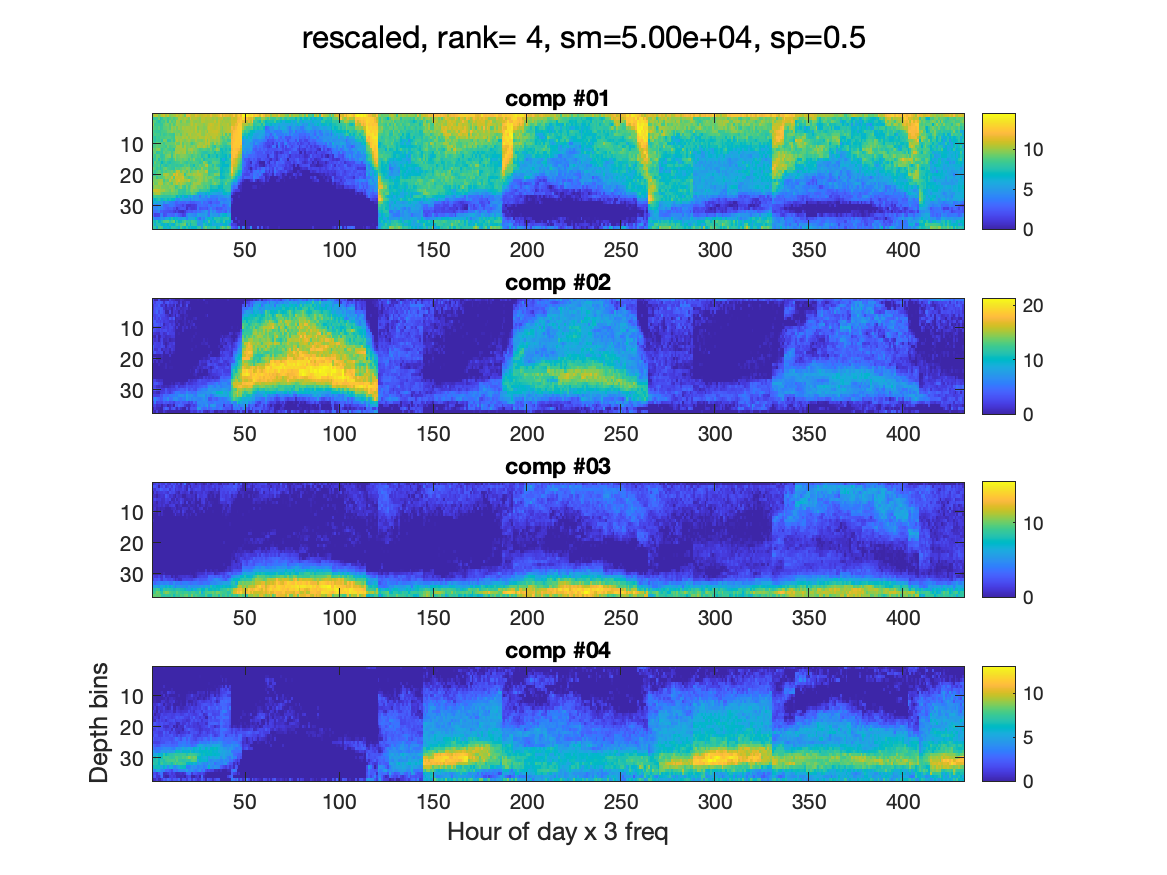 rescaled, rank= 4, sm=5.00e+04, sp=0.5
comp #01
10
20
30
50 100 150 200 250 300 350 400
10
5
0
comp #02
10
20
30
50 100 150 200 250 300 350 400
20
10
0
comp #03
10
20
30
50 100 150 200 250 300 350 400
10
0
comp #04
Depth bins
10
20
30
50 100 150 200 250 300 350 400
10
5
0
Hour of day x 3 freq